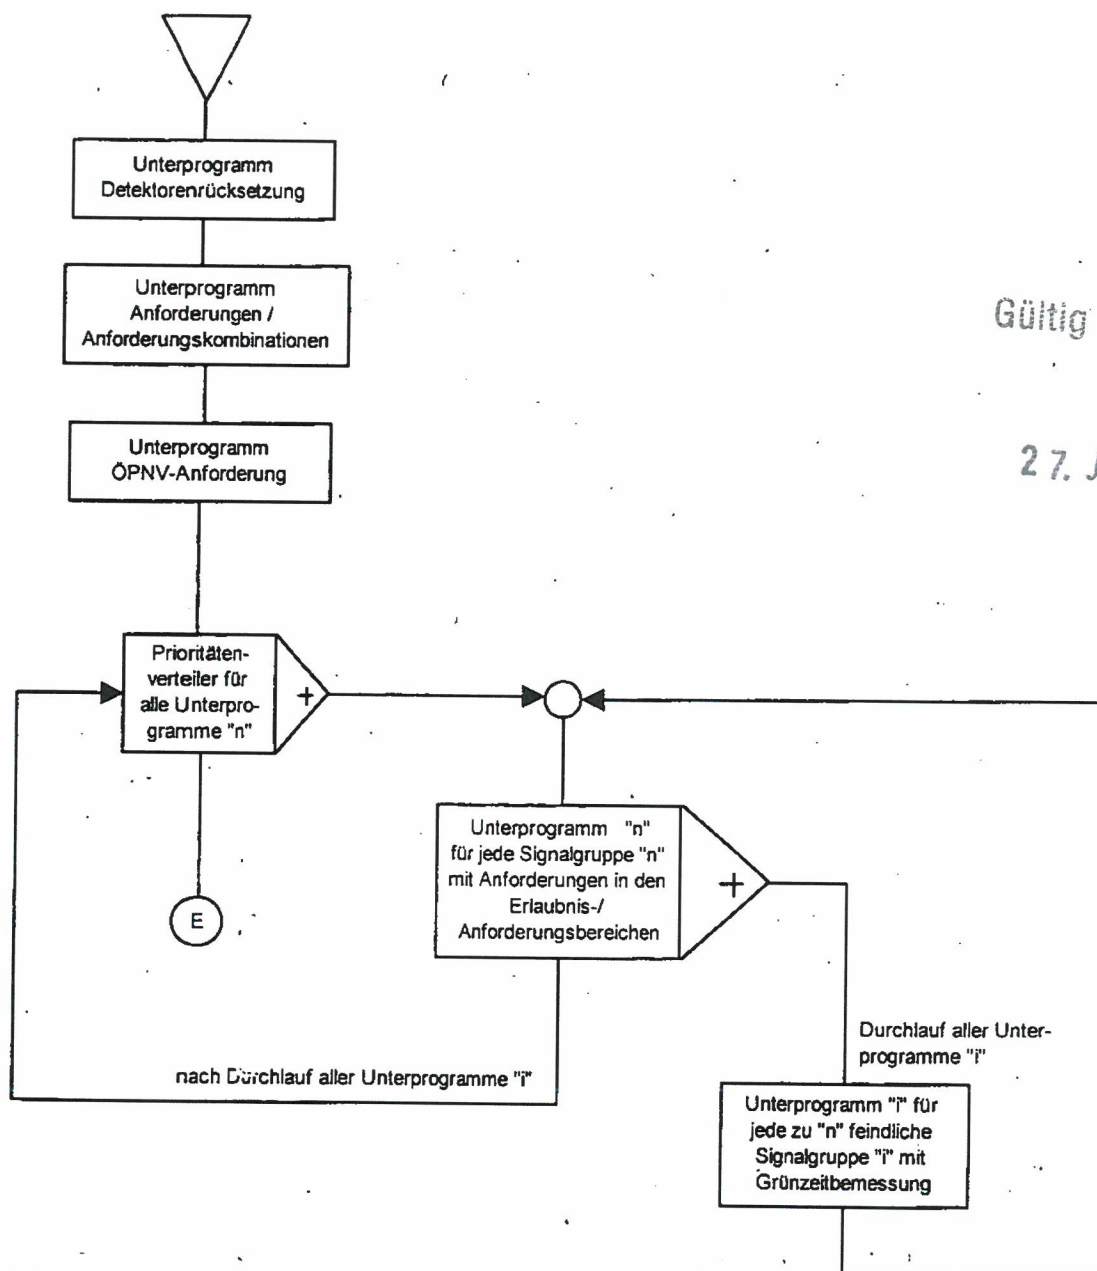 Unterprogramm
Detektorenrücksetzung
Unterprogramm
Anforderungen /
Anforderungskombinationen
Gültig
Unterprogramm
ÖPNV-Anforderung
27. J
Prioritäten-
verteiler für
alle Unterpro-
gramme "n"
+
Unterprogramm "n"
für jede Signalgruppe "n"
mit Anforderungen in den
Erlaubnis-/
Anforderungsbereichen
+
E
Durchlauf aller Unter-
programme "i"
nach Durchlauf aller Unterprogramme "i"
Unterprogramm "i" für
jede zu "n" feindliche
Signalgruppe "i" mit
Grünzeitbemessung